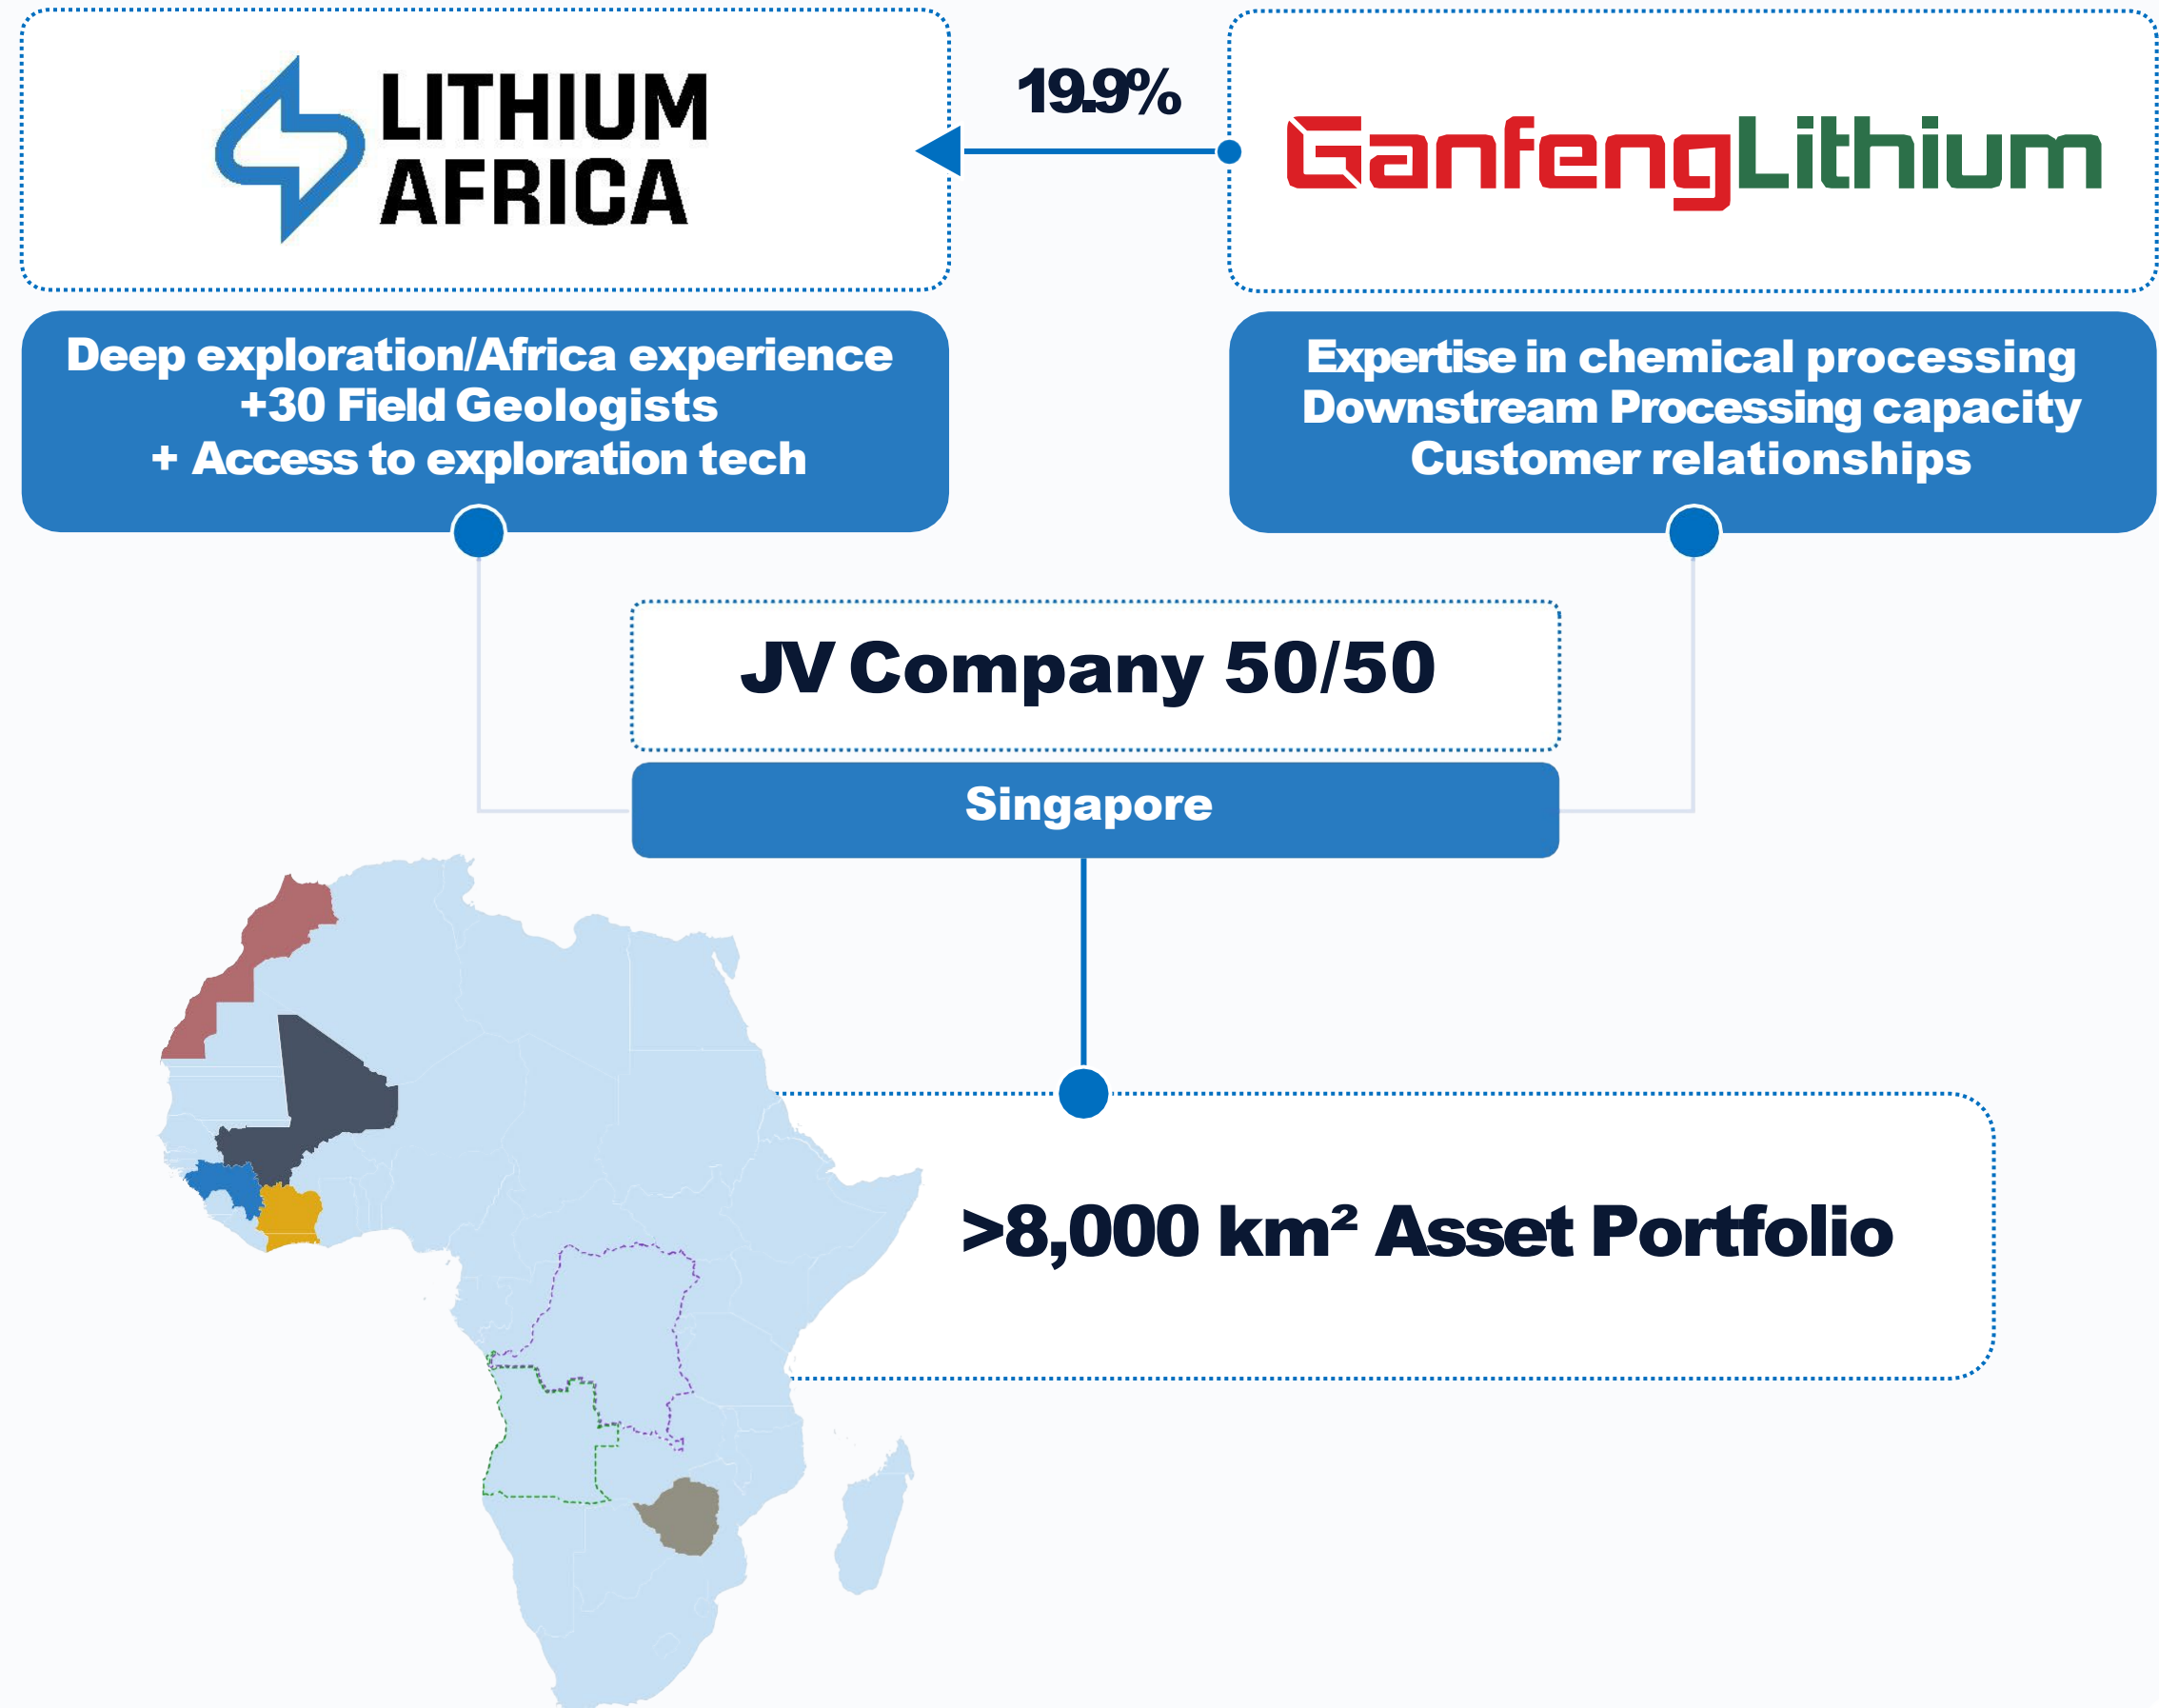 LITHIUM
AFRICA
19.9%
GanfengLithium
Deep exploration/Africa experience
+30 Field Geologists
+ Access to exploration tech
Expertise in chemical processing
Downstream Processing capacity
Customer relationships
JV Company 50/50
Singapore
>8,000 km² Asset Portfolio